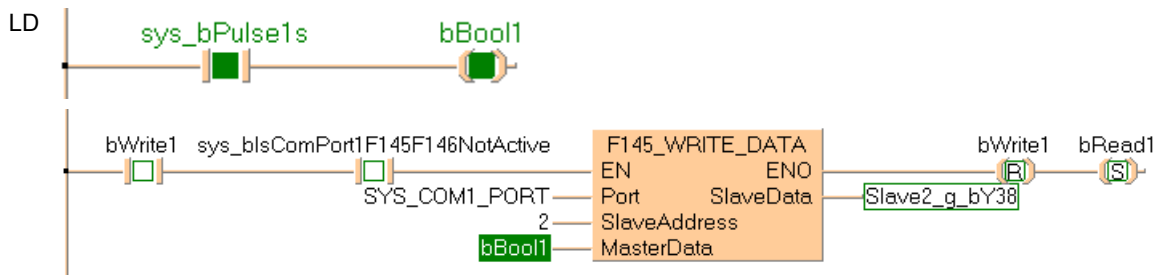 LD
sys_bPulse1s bBool1
bWrite1 sys_bIsComPort1F145F146NotActive F145_WRITE_DATA bWrite1 bRead1
EN ENO R S
SYS_COM1_PORT Port SlaveData Slave2_g_bY38
2 SlaveAddress
bBool1 MasterData